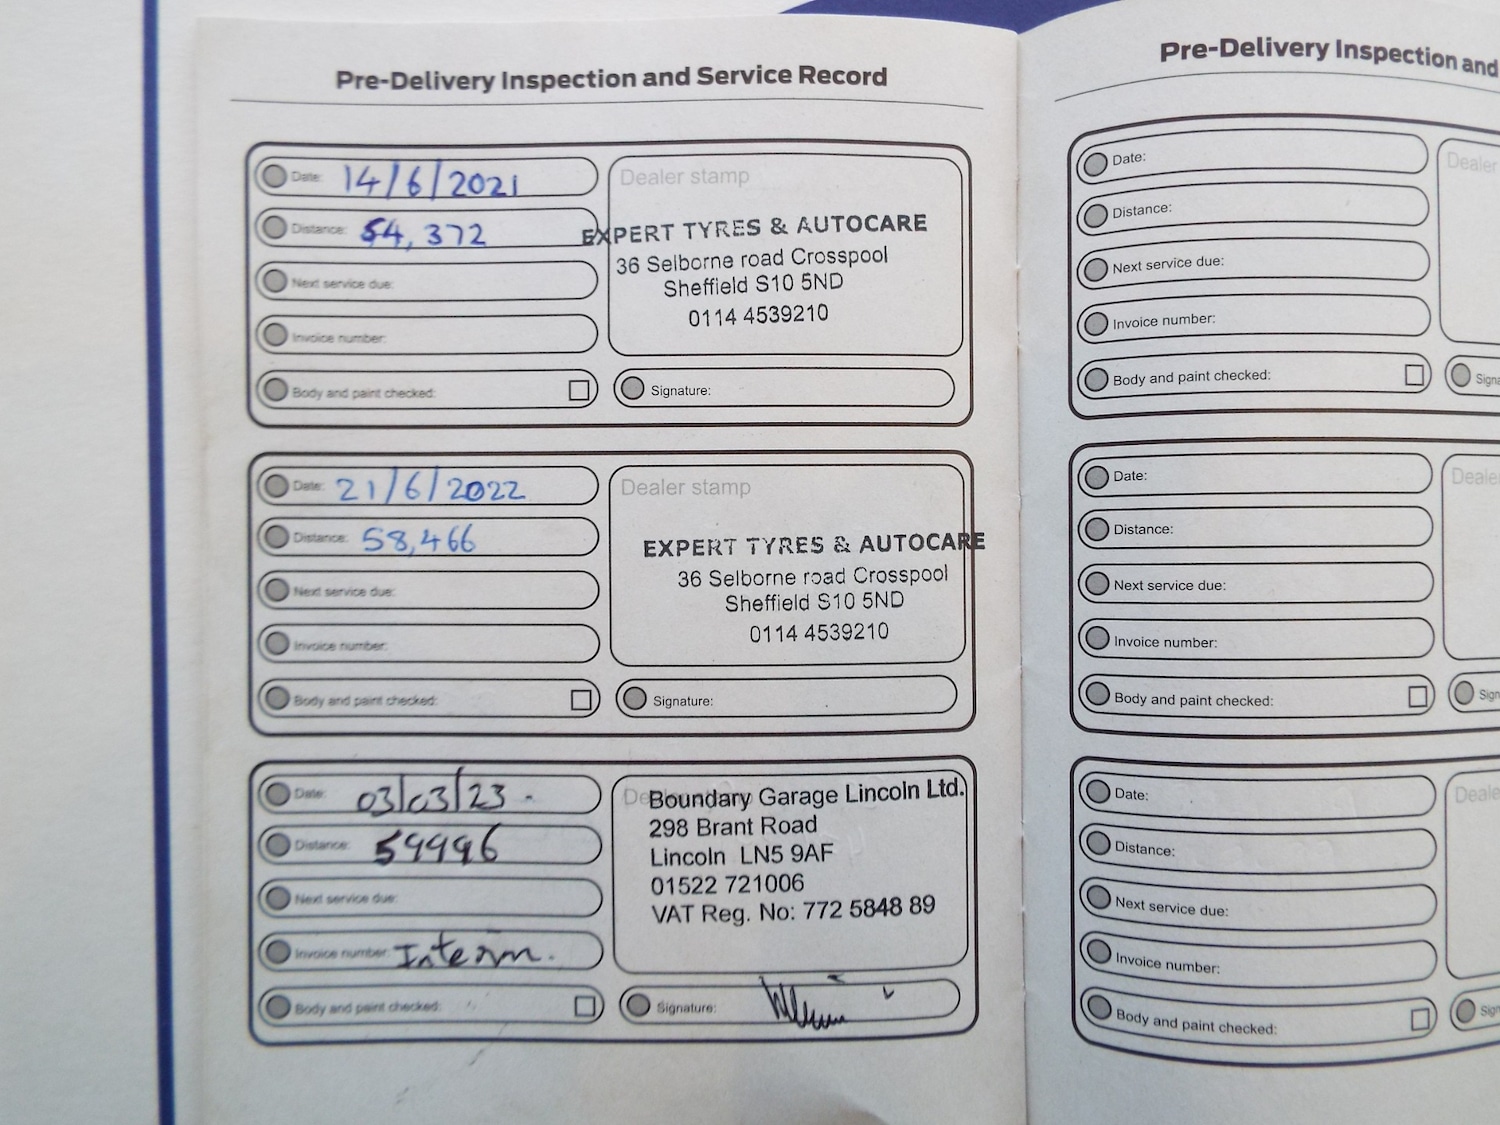 Pre-Delivery Inspection and Service Record
Date: 14/6/2021
Distance: 54,372
Next service due:
Invoice number:
Body and paint checked:
Dealer stamp
EXPERT TYRES & AUTOCARE
36 Selborne road Crosspool
Sheffield S10 5ND
0114 4539210
Signature:
Date: 21/6/2022
Distance: 58,466
Next service due:
Invoice number:
Body and paint checked:
Dealer stamp
EXPERT TYRES & AUTOCARE
36 Selborne road Crosspool
Sheffield S10 5ND
0114 4539210
Signature:
Date: 03/03/23 -
Distance: 59996
Next service due:
Invoice number: Interim.
Body and paint checked:
Boundary Garage Lincoln Ltd.
298 Brant Road
Lincoln LN5 9AF
01522 721006
VAT Reg. No: 772 5848 89
Signature:
Pre-Delivery Inspection and
Date:
Distance:
Next service due:
Invoice number:
Body and paint checked:
Dealer
Signa
Date:
Distance:
Next service due:
Invoice number:
Body and paint checked:
Deale
Sign
Date:
Distance:
Next service due:
Invoice number:
Body and paint checked:
Deale
Sig